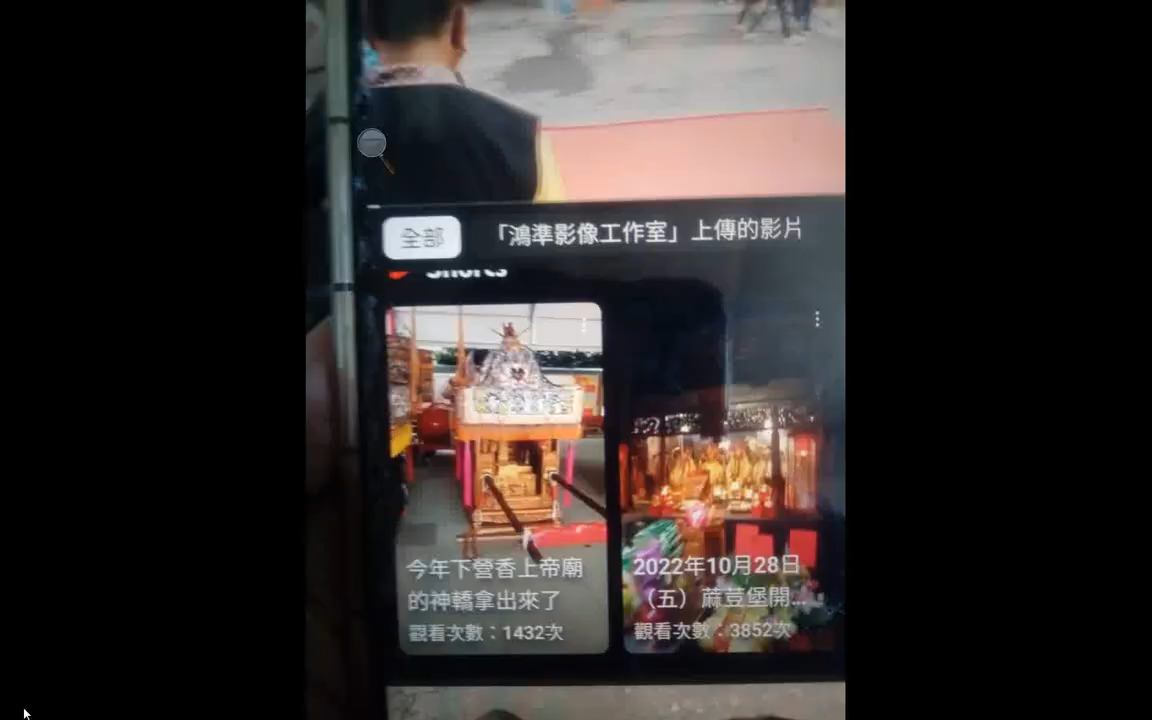 全部
「鴻準影像工作室」上傳的影片
Shorts
今年下營香上帝廟
的神轎拿出來了
觀看次數：1432次
2022年10月28日
（五）蔴荳堡開...
觀看次數：3852次